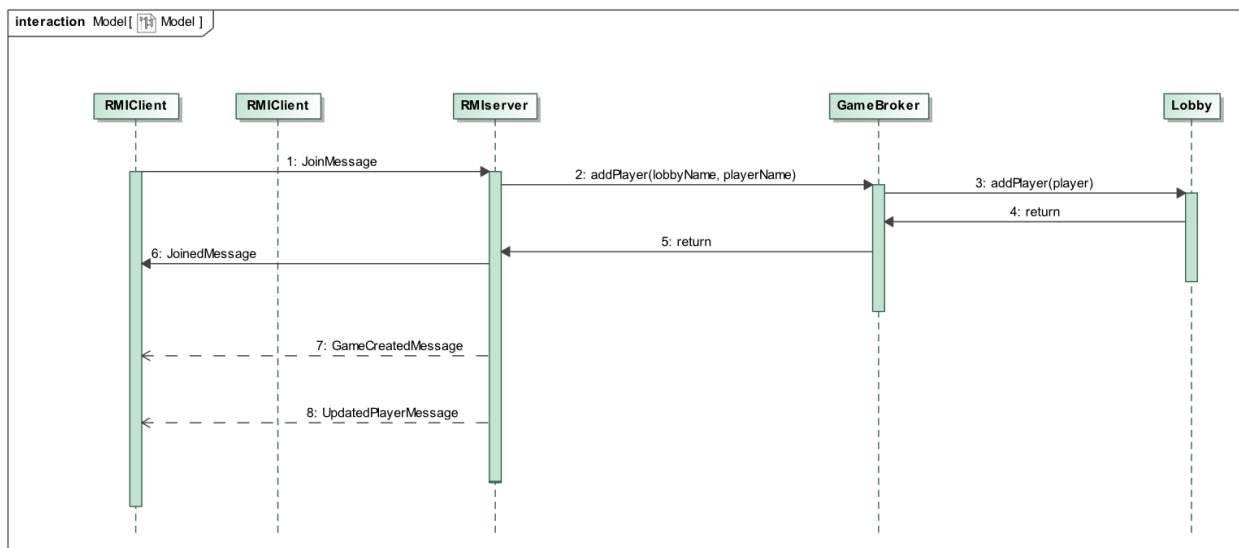 interaction Model [ Model ]
RMIClient
RMIClient
RMIserver
GameBroker
Lobby
1: JoinMessage
2: addPlayer(lobbyName, playerName)
3: addPlayer(player)
4: return
5: return
6: JoinedMessage
7: GameCreatedMessage
8: UpdatedPlayerMessage